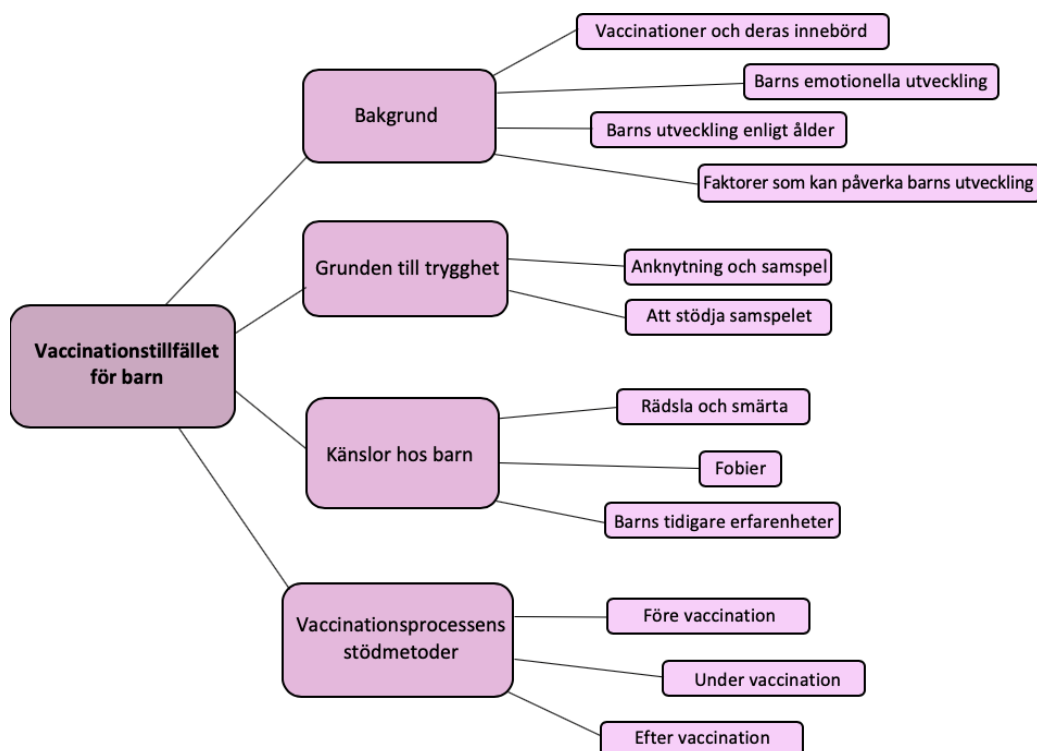 Vaccinationstillfället
för barn
Bakgrund
Vaccinationer och deras innebörd
Barns emotionella utveckling
Barns utveckling enligt ålder
Faktorer som kan påverka barns utveckling
Grunden till trygghet
Anknytning och samspel
Att stödja samspelet
Känslor hos barn
Rädsla och smärta
Fobier
Barns tidigare erfarenheter
Vaccinationsprocessens
stödmetoder
Före vaccination
Under vaccination
Efter vaccination